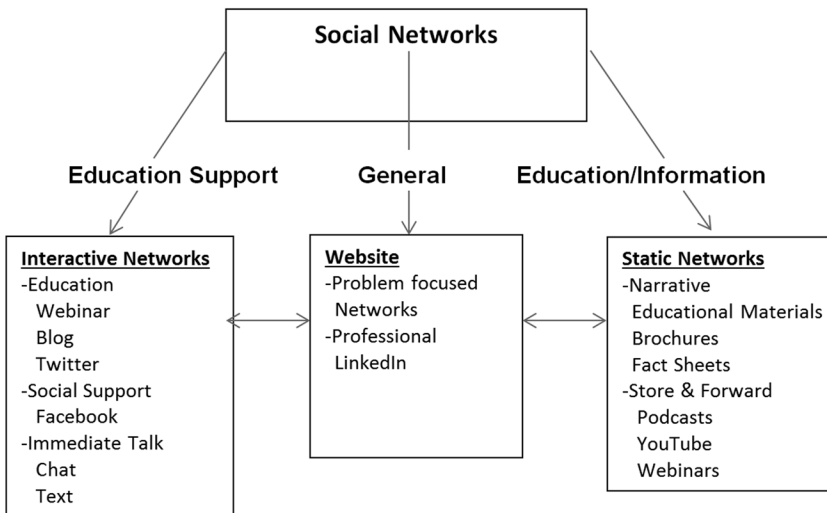 Social Networks
Education Support
General
Education/Information
Interactive Networks
-Education
Webinar
Blog
Twitter
-Social Support
Facebook
-Immediate Talk
Chat
Text
Website
-Problem focused
Networks
-Professional
LinkedIn
Static Networks
-Narrative
Educational Materials
Brochures
Fact Sheets
-Store & Forward
Podcasts
YouTube
Webinars